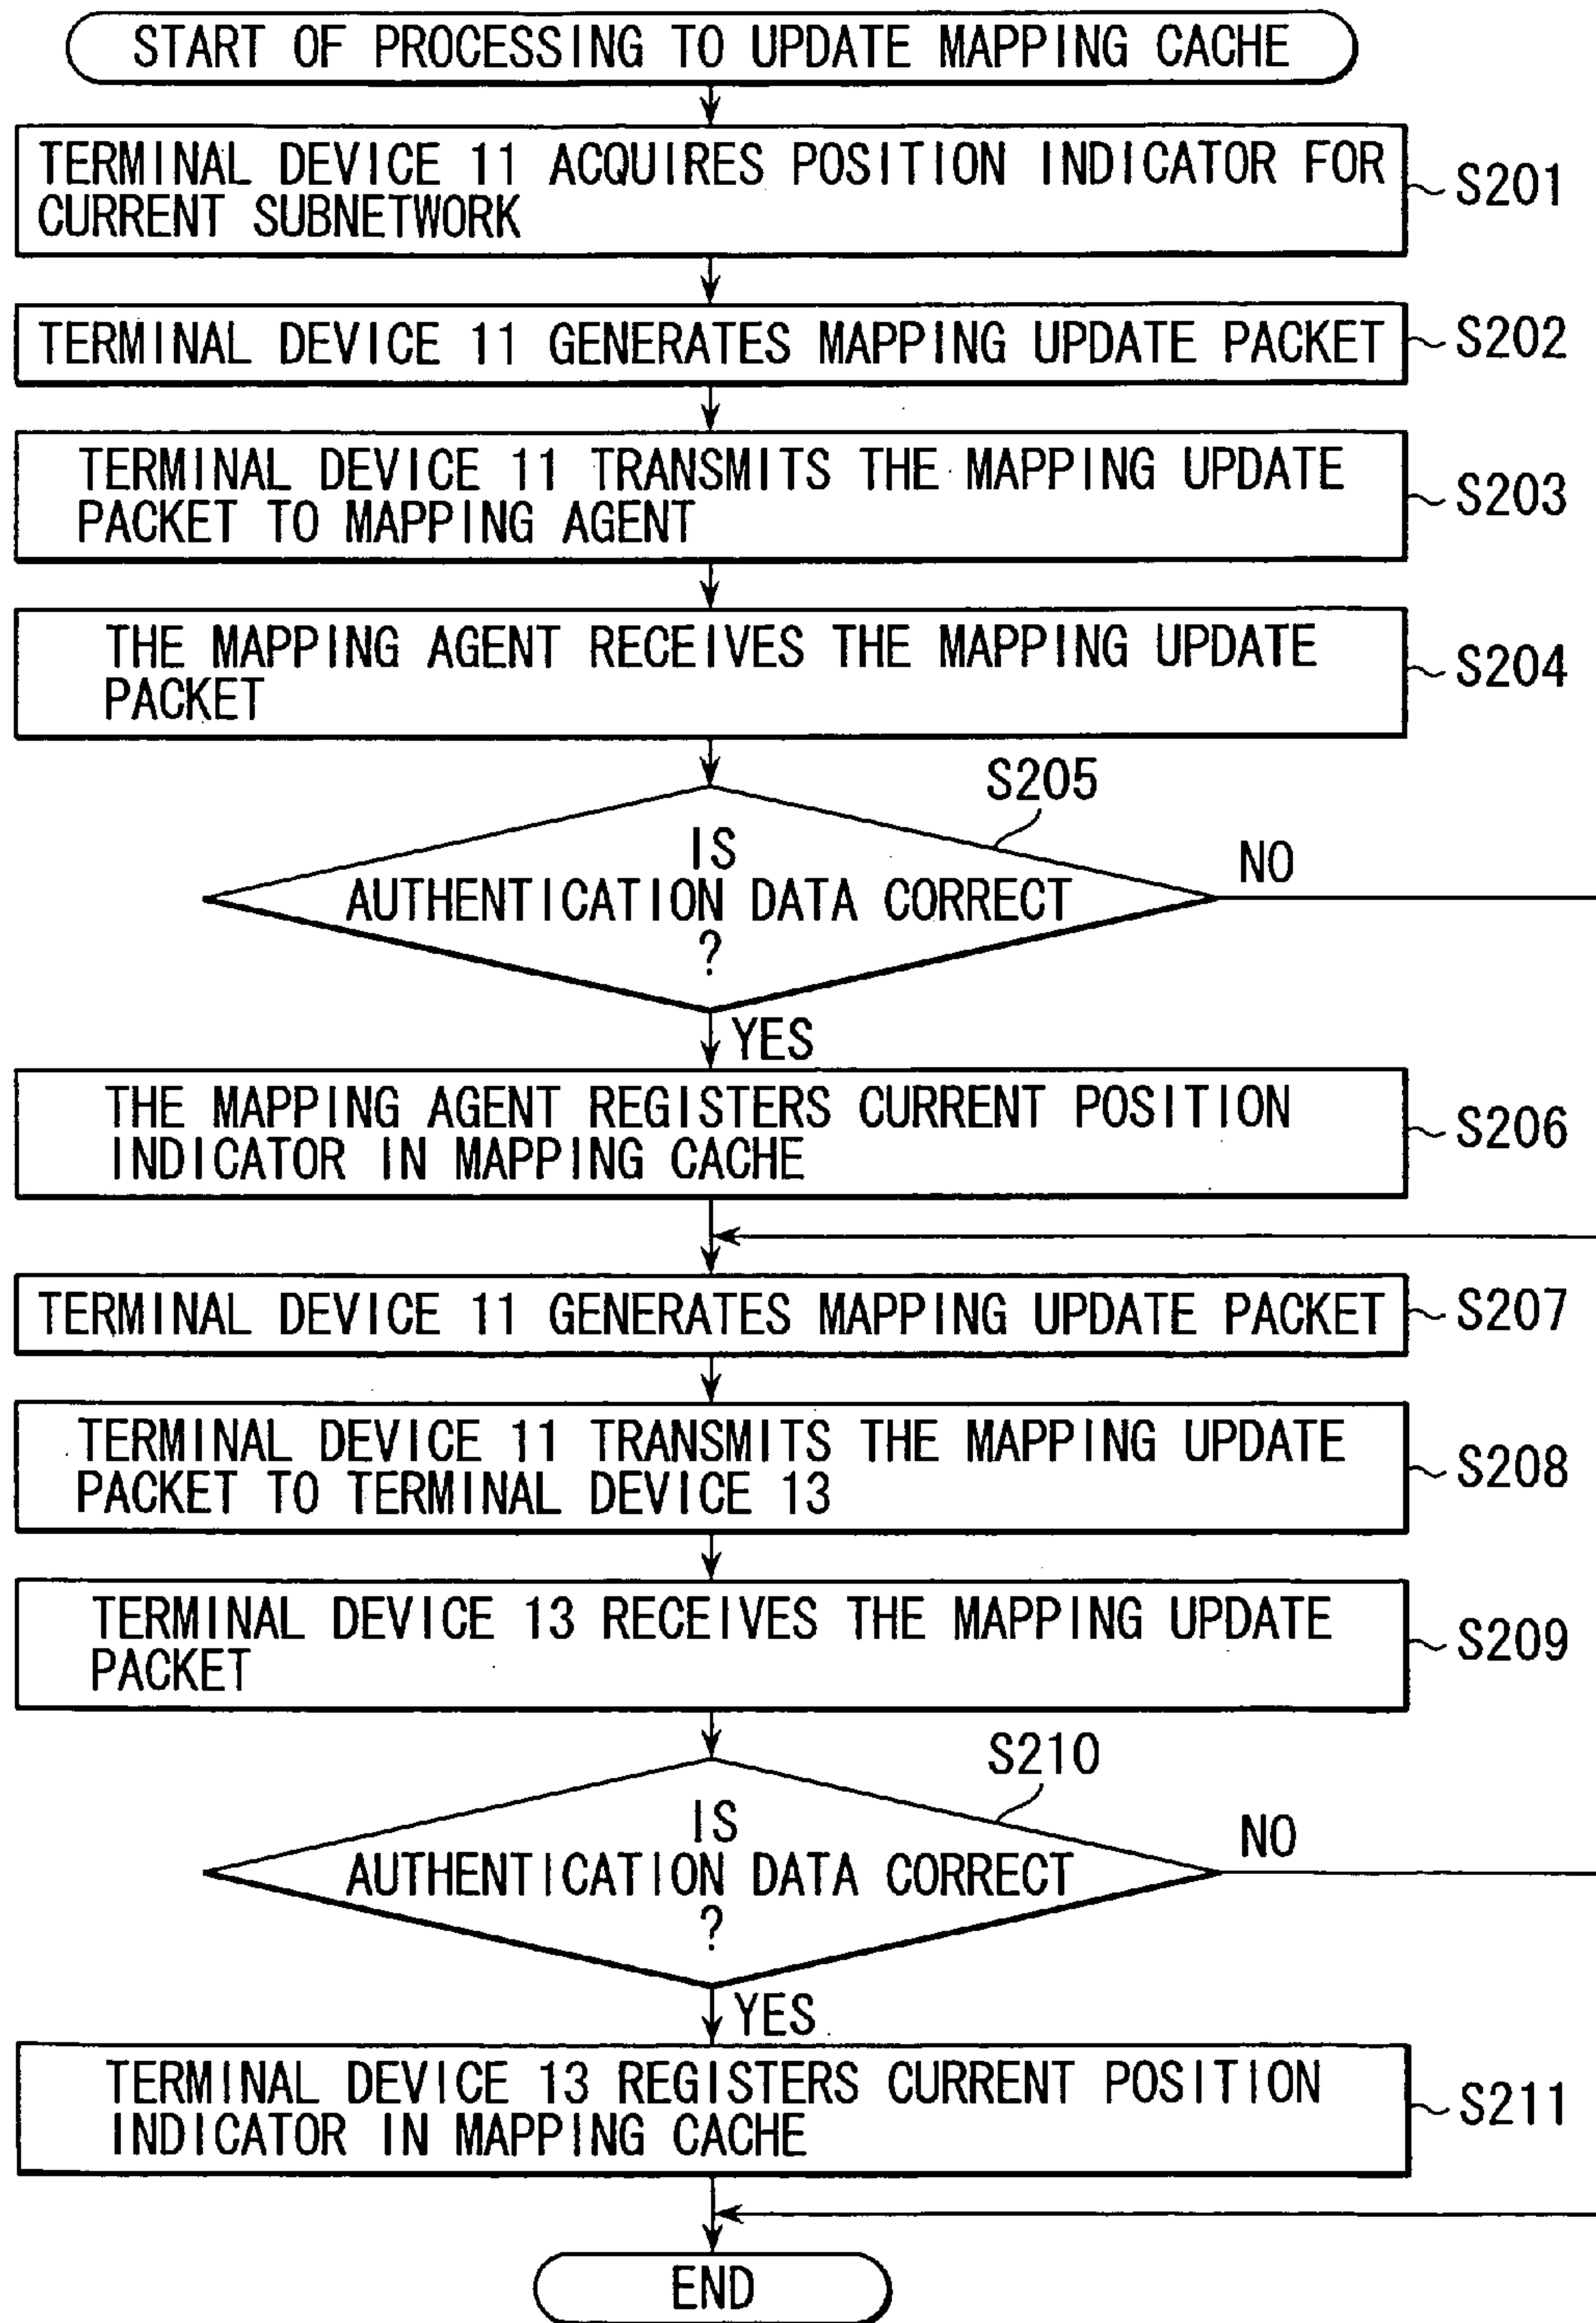 START OF PROCESSING TO UPDATE MAPPING CACHE
TERMINAL DEVICE 11 ACQUIRES POSITION INDICATOR FOR
CURRENT SUBNETWORK
S201
TERMINAL DEVICE 11 GENERATES MAPPING UPDATE PACKET
S202
TERMINAL DEVICE 11 TRANSMITS THE MAPPING UPDATE
PACKET TO MAPPING AGENT
S203
THE MAPPING AGENT RECEIVES THE MAPPING UPDATE
PACKET
S204
S205
IS
AUTHENTICATION DATA CORRECT
?
NO
YES
THE MAPPING AGENT REGISTERS CURRENT POSITION
INDICATOR IN MAPPING CACHE
S206
TERMINAL DEVICE 11 GENERATES MAPPING UPDATE PACKET
S207
TERMINAL DEVICE 11 TRANSMITS THE MAPPING UPDATE
PACKET TO TERMINAL DEVICE 13
S208
TERMINAL DEVICE 13 RECEIVES THE MAPPING UPDATE
PACKET
S209
S210
IS
AUTHENTICATION DATA CORRECT
?
NO
YES
TERMINAL DEVICE 13 REGISTERS CURRENT POSITION
INDICATOR IN MAPPING CACHE
S211
END